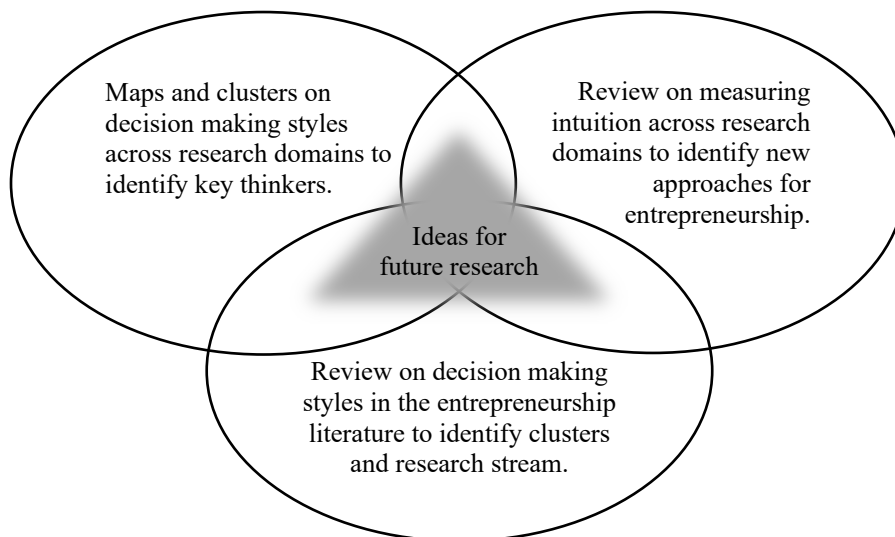 Maps and clusters on
decision making styles
across research domains to
identify key thinkers.
Review on measuring
intuition across research
domains to identify new
approaches for
entrepreneurship.
Ideas for
future research
Review on decision making
styles in the entrepreneurship
literature to identify clusters
and research stream.